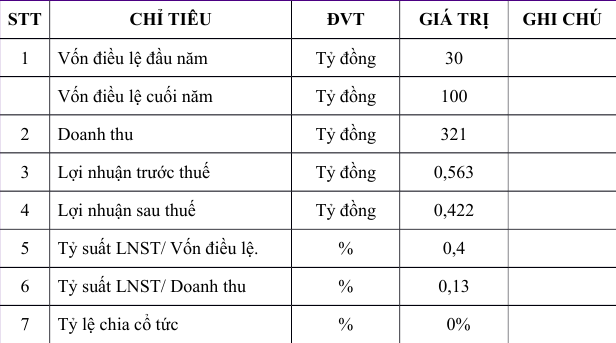 STT CHỈ TIÊU ĐVT GIÁ TRỊ GHI CHÚ
1 Vốn điều lệ đầu năm Tỷ đồng 30
Vốn điều lệ cuối năm Tỷ đồng 100
2 Doanh thu Tỷ đồng 321
3 Lợi nhuận trước thuế Tỷ đồng 0,563
4 Lợi nhuận sau thuế Tỷ đồng 0,422
5 Tỷ suất LNST/ Vốn điều lệ. % 0,4
6 Tỷ suất LNST/ Doanh thu % 0,13
7 Tỷ lệ chia cổ tức % 0%